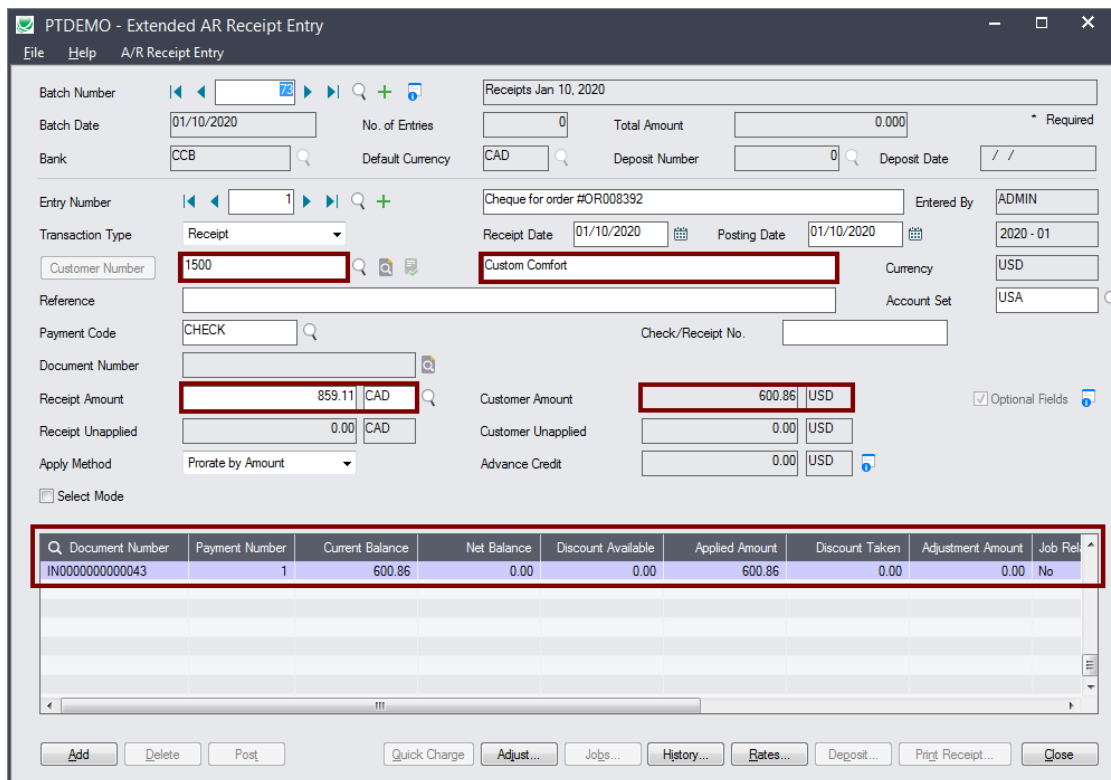 PTDEMO - Extended AR Receipt Entry
File Help A/R Receipt Entry
Batch Number 73 Receipts Jan 10, 2020
Batch Date 01/10/2020 No. of Entries 0 Total Amount 0.000 * Required
Bank CCB Default Currency CAD Deposit Number 0 Deposit Date / /
Entry Number 1 Cheque for order #OR008392 Entered By ADMIN
Transaction Type Receipt Receipt Date 01/10/2020 Posting Date 01/10/2020 2020 - 01
Customer Number 1500 Custom Comfort Currency USD
Reference Account Set USA
Payment Code CHECK Check/Receipt No.
Document Number
Receipt Amount 859.11 CAD Customer Amount 600.86 USD Optional Fields
Receipt Unapplied 0.00 CAD Customer Unapplied 0.00 USD
Apply Method Prorate by Amount Advance Credit 0.00 USD
Select Mode
Document Number Payment Number Current Balance Net Balance Discount Available Applied Amount Discount Taken Adjustment Amount Job Rel
IN0000000000043 1 600.86 0.00 0.00 600.86 0.00 0.00 No
Add Delete Post Quick Charge Adjust... Jobs... History... Rates... Deposit... Print Receipt... Close